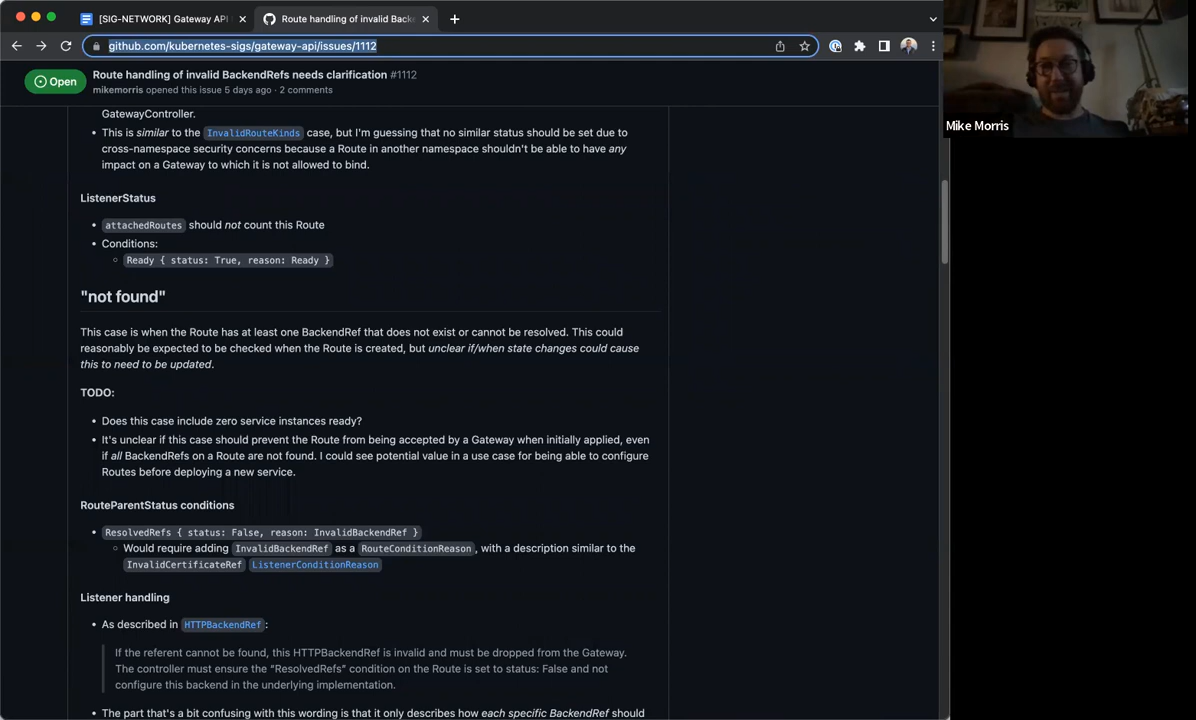 [SIG-NETWORK] Gateway API
Route handling of invalid Backe
github.com/kubernetes-sigs/gateway-api/issues/1112
Mike Morris
Open
Route handling of invalid BackendRefs needs clarification #1112
mikemorris opened this issue 5 days ago · 2 comments
GatewayController.
• This is similar to the InvalidRouteKinds case, but I'm guessing that no similar status should be set due to
cross-namespace security concerns because a Route in another namespace shouldn't be able to have any
impact on a Gateway to which it is not allowed to bind.
ListenerStatus
• attachedRoutes should not count this Route
• Conditions:
○ Ready { status: True, reason: Ready }
"not found"
This case is when the Route has at least one BackendRef that does not exist or cannot be resolved. This could
reasonably be expected to be checked when the Route is created, but unclear if/when state changes could cause
this to need to be updated.
TODO:
• Does this case include zero service instances ready?
• It's unclear if this case should prevent the Route from being accepted by a Gateway when initially applied, even
if all BackendRefs on a Route are not found. I could see potential value in a use case for being able to configure
Routes before deploying a new service.
RouteParentStatus conditions
• ResolvedRefs { status: False, reason: InvalidBackendRef }
○ Would require adding InvalidBackendRef as a RouteConditionReason, with a description similar to the
InvalidCertificateRef ListenerConditionReason
Listener handling
• As described in HTTPBackendRef:
If the referent cannot be found, this HTTPBackendRef is invalid and must be dropped from the Gateway.
The controller must ensure the "ResolvedRefs" condition on the Route is set to status: False and not
configure this backend in the underlying implementation.
• The part that's a bit confusing with this wording is that it only describes how each specific BackendRef should